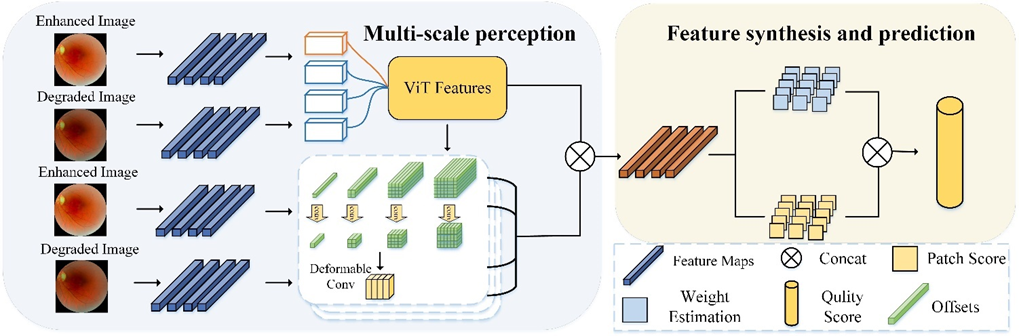 Enhanced Image
Degraded Image
Enhanced Image
Degraded Image
Multi-scale perception
ViT Features
Deformable
Conv
Feature synthesis and prediction
Feature Maps
Concat
Patch Score
Weight
Estimation
Qulity
Score
Offsets